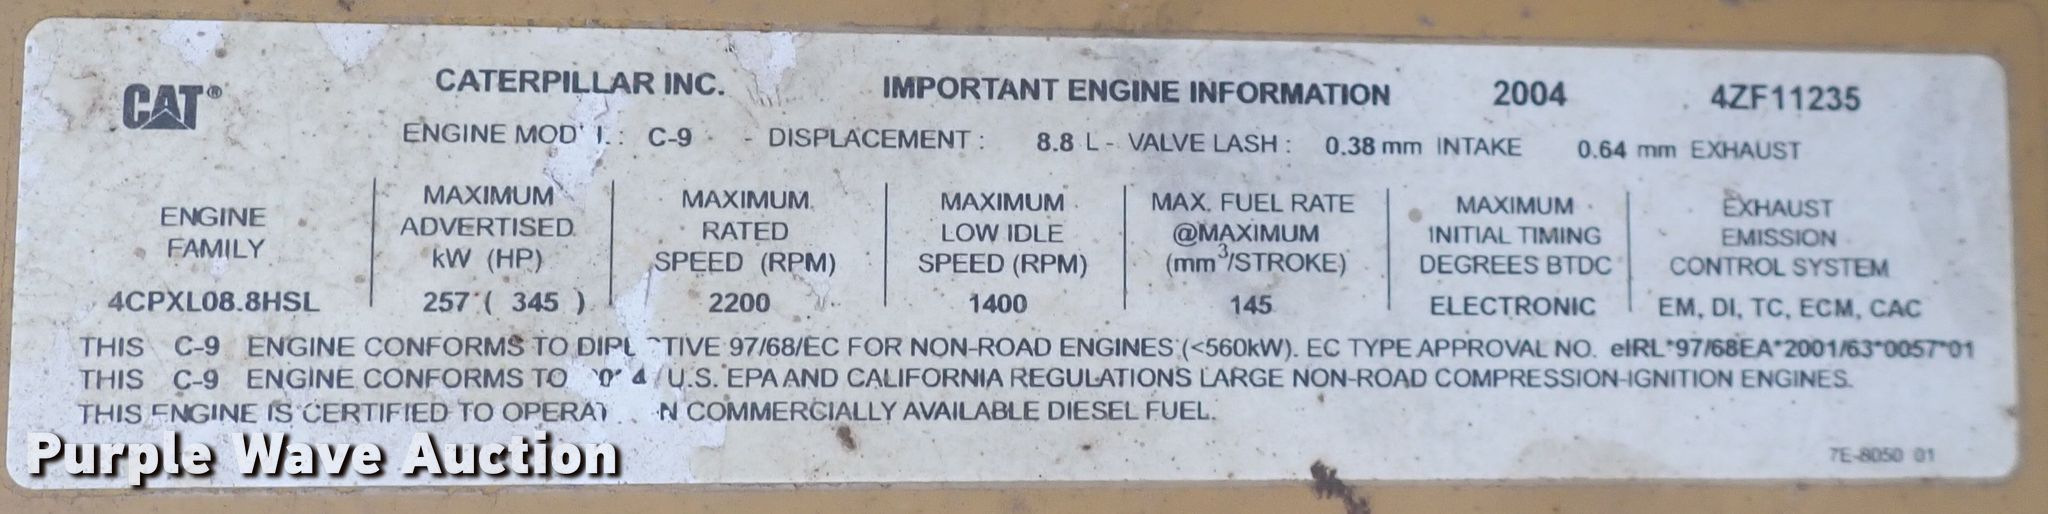 CAT®
CATERPILLAR INC. IMPORTANT ENGINE INFORMATION 2004 4ZF11235
ENGINE : C-9 - DISPLACEMENT : 8.8 L - VALVE LASH : 0.38 mm INTAKE 0.64 mm EXHAUST
ENGINE FAMILY
4CPXL08.8HSL
MAXIMUM
ADVERTISED
kW (HP)
257 ( 345 )
MAXIMUM
RATED
SPEED (RPM)
2200
MAXIMUM
LOW IDLE
SPEED (RPM)
1400
MAX. FUEL RATE
@MAXIMUM
(mm³/STROKE)
145
MAXIMUM
INITIAL TIMING
DEGREES BTDC
ELECTRONIC
EXHAUST
EMISSION
CONTROL SYSTEM
EM, DI, TC, ECM, CAC
THIS C-9 ENGINE CONFORMS TO 97/68/EC FOR NON-ROAD ENGINES (<560kW). EC TYPE APPROVAL NO. eIRL*97/68EA*2001/63*0057*01
THIS C-9 ENGINE CONFORMS TO U.S. EPA AND CALIFORNIA REGULATIONS LARGE NON-ROAD COMPRESSION-IGNITION ENGINES.
THIS ENGINE IS CERTIFIED TO COMMERCIALLY AVAILABLE DIESEL FUEL.
7E-8050 01
Purple Wave Auction